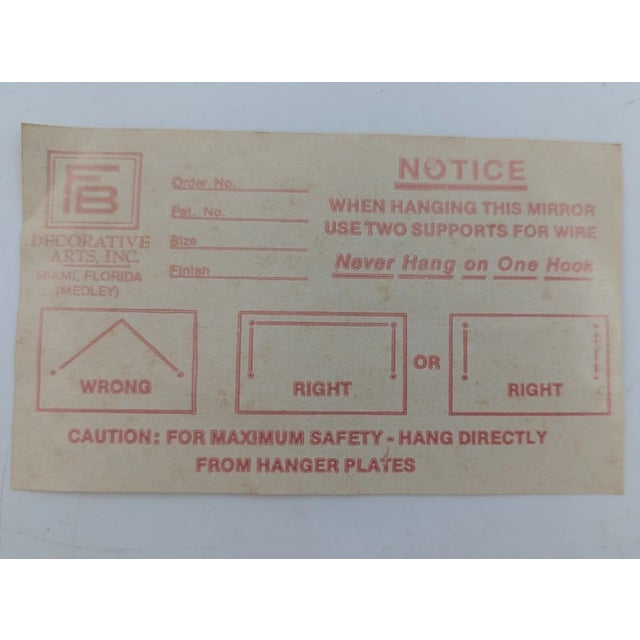 FB
DECORATIVE
ARTS, INC.
MIAMI, FLORIDA
(MEDLEY)
Order No.
Pat. No.
Size
Finish
NOTICE
WHEN HANGING THIS MIRROR
USE TWO SUPPORTS FOR WIRE
Never Hang on One Hook
WRONG
RIGHT
OR
RIGHT
CAUTION: FOR MAXIMUM SAFETY - HANG DIRECTLY
FROM HANGER PLATES